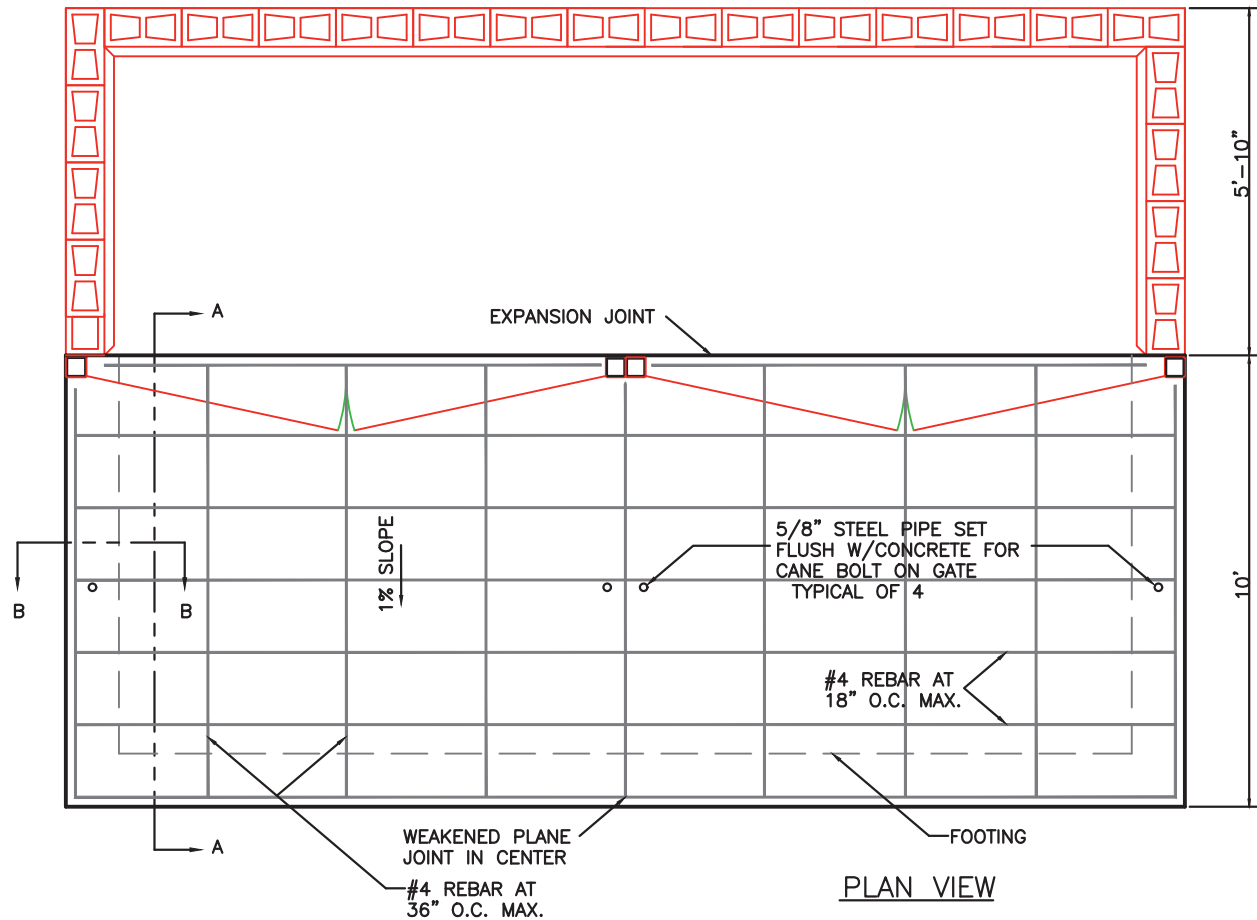 5'-10"
A
EXPANSION JOINT
1% SLOPE
5/8" STEEL PIPE SET
FLUSH W/CONCRETE FOR
CANE BOLT ON GATE
TYPICAL OF 4
B
B
10'
#4 REBAR AT
18" O.C. MAX.
A
WEAKENED PLANE
JOINT IN CENTER
FOOTING
#4 REBAR AT
36" O.C. MAX.
PLAN VIEW